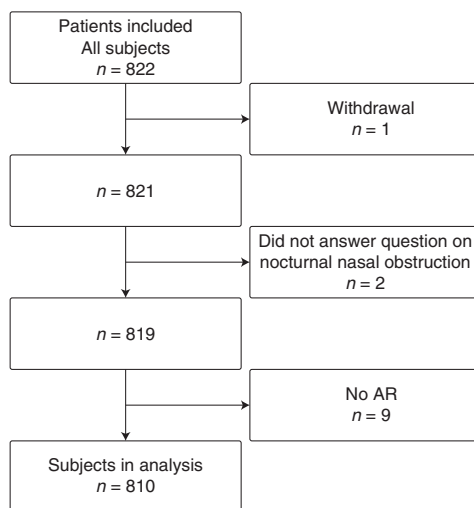 Patients included
All subjects
n = 822
Withdrawal
n = 1
n = 821
Did not answer question on
nocturnal nasal obstruction
n = 2
n = 819
No AR
n = 9
Subjects in analysis
n = 810